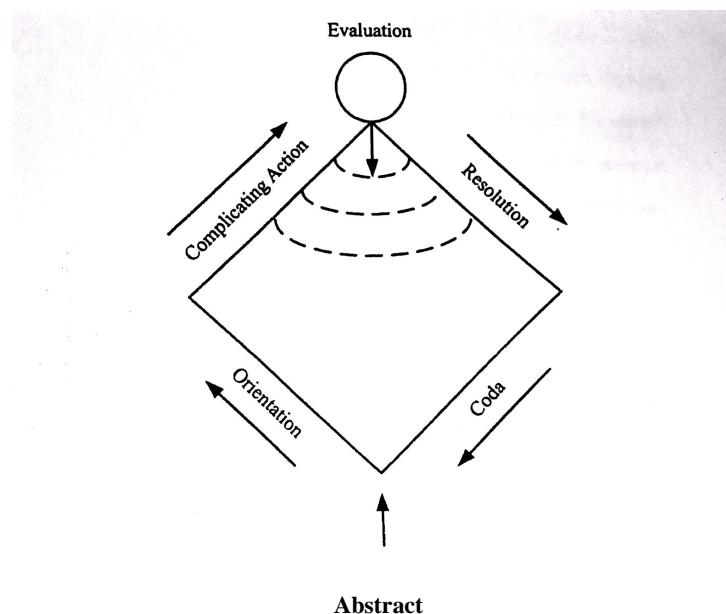 Evaluation
Complicating Action
Resolution
Orientation
Coda
Abstract